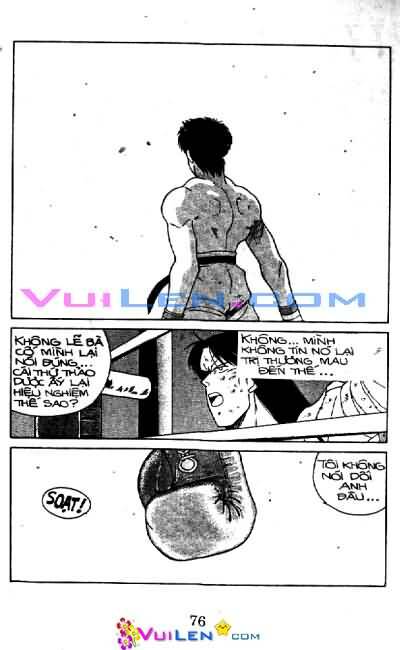 VUILEN.COM
KHÔNG LẼ BÀ
CÔ MÌNH LẠI
NÓI ĐÚNG...
CÁI THỨ THẢO
DƯỢC ẤY LẠI
HIỆU NGHIỆM
THẾ SAO?
KHÔNG... MÌNH
KHÔNG TIN NÓ LẠI
TRỊ THƯƠNG MAU
ĐẾN THẾ...
SOẠT!
TÔI KHÔNG
NÓI DỐI
ANH
ĐÂU...
76
VUILEN.COM